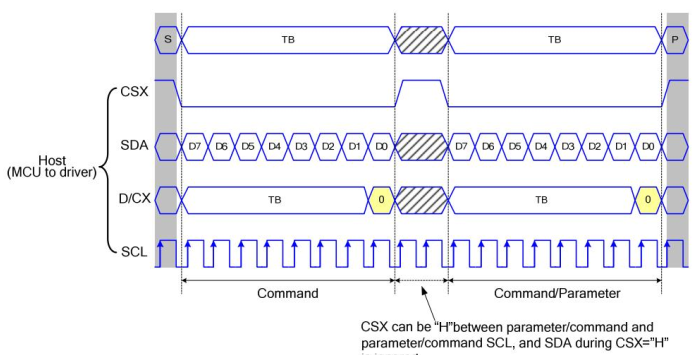 S TB TB P
CSX
SDA D7 D6 D5 D4 D3 D2 D1 D0 D7 D6 D5 D4 D3 D2 D1 D0
Host
(MCU to driver)
D/CX TB 0 TB 0
SCL
Command Command/Parameter
CSX can be "H"between parameter/command and
parameter/command SCL, and SDA during CSX="H"